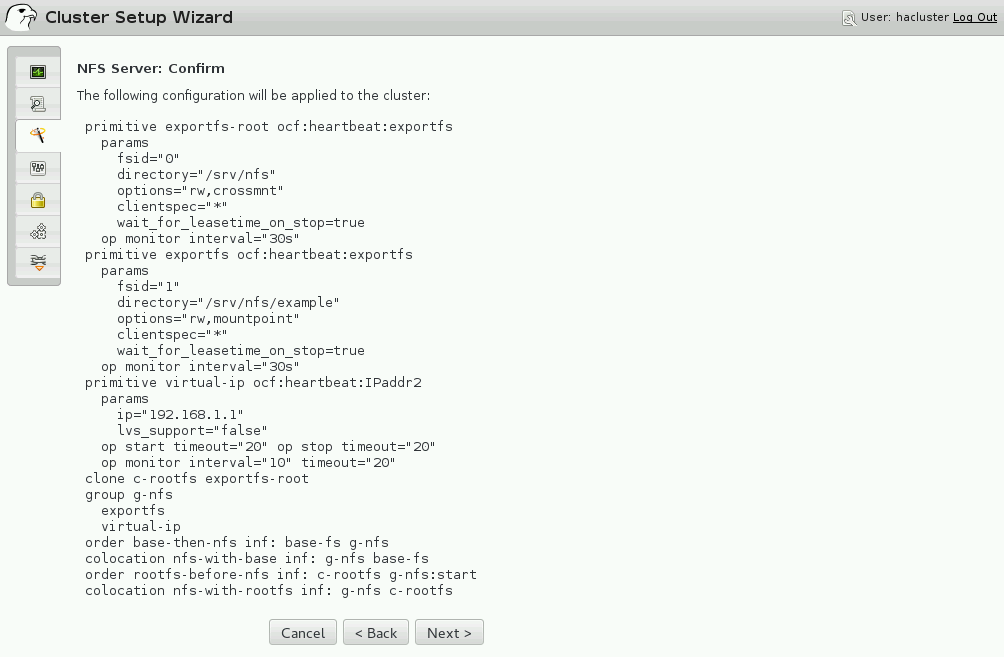 Cluster Setup Wizard
User: hacluster Log Out
NFS Server: Confirm
The following configuration will be applied to the cluster:
primitive exportfs-root ocf:heartbeat:exportfs
  params
    fsid="0"
    directory="/srv/nfs"
    options="rw,crossmnt"
    clientspec="*"
    wait_for_leasetime_on_stop=true
  op monitor interval="30s"
primitive exportfs ocf:heartbeat:exportfs
  params
    fsid="1"
    directory="/srv/nfs/example"
    options="rw,mountpoint"
    clientspec="*"
    wait_for_leasetime_on_stop=true
  op monitor interval="30s"
primitive virtual-ip ocf:heartbeat:IPaddr2
  params
    ip="192.168.1.1"
    lvs_support="false"
  op start timeout="20" op stop timeout="20"
  op monitor interval="10" timeout="20"
clone c-rootfs exportfs-root
group g-nfs
  exportfs
  virtual-ip
order base-then-nfs inf: base-fs g-nfs
colocation nfs-with-base inf: g-nfs base-fs
order rootfs-before-nfs inf: c-rootfs g-nfs:start
colocation nfs-with-rootfs inf: g-nfs c-rootfs
Cancel < Back Next >